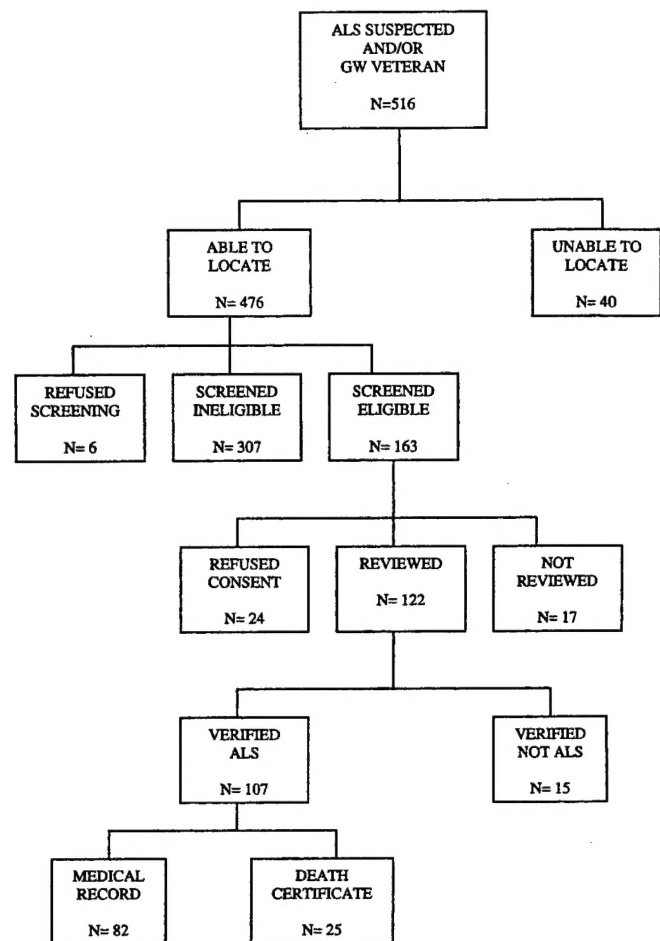 ALS SUSPECTED
AND/OR
GW VETERAN
N=516
ABLE TO
LOCATE
N= 476
UNABLE TO
LOCATE
N= 40
REFUSED
SCREENING
N= 6
SCREENED
INELIGIBLE
N= 307
SCREENED
ELIGIBLE
N= 163
REFUSED
CONSENT
N= 24
REVIEWED
N= 122
NOT
REVIEWED
N= 17
VERIFIED
ALS
N= 107
VERIFIED
NOT ALS
N= 15
MEDICAL
RECORD
N= 82
DEATH
CERTIFICATE
N= 25